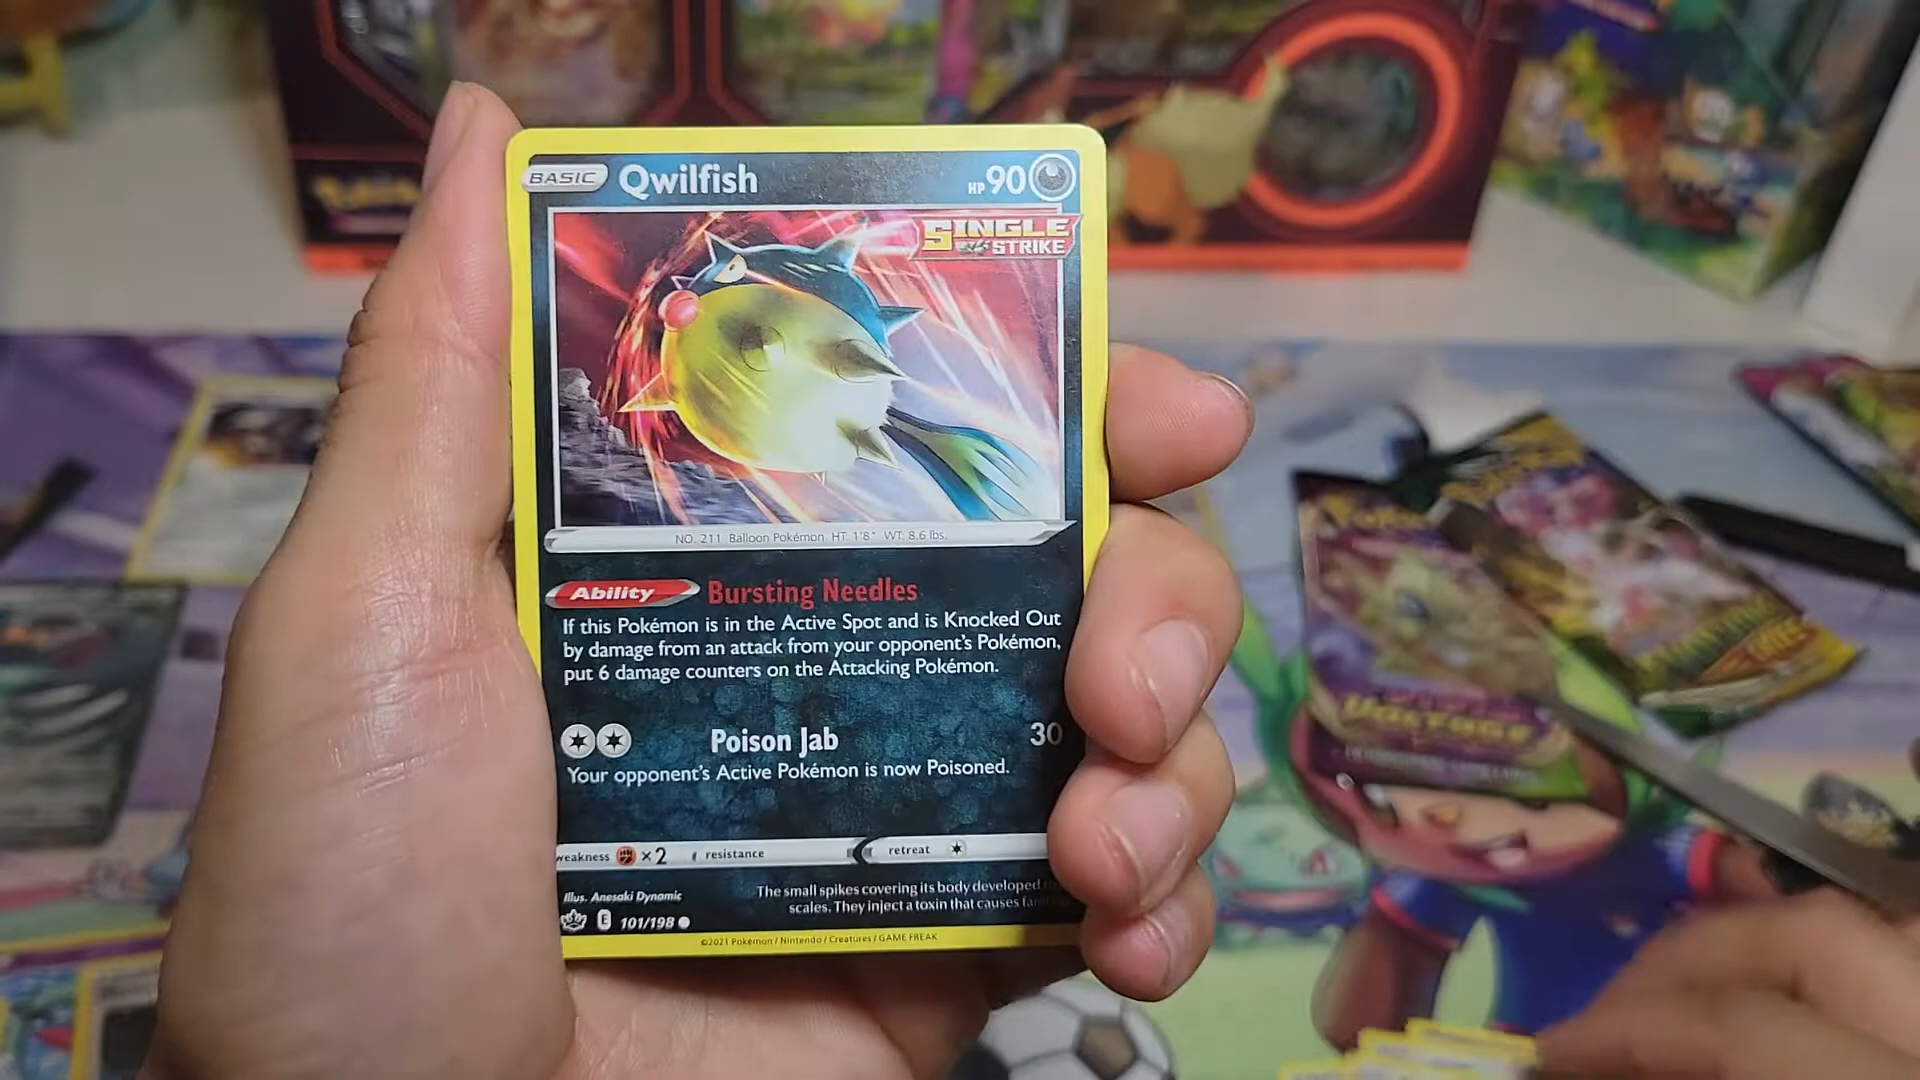 BASIC Qwilfish HP 90
SINGLE
STRIKE
NO. 211 Balloon Pokémon HT: 1'8" WT: 8.6 lbs.
Ability Bursting Needles
If this Pokémon is in the Active Spot and is Knocked Out
by damage from an attack from your opponent's Pokémon,
put 6 damage counters on the Attacking Pokémon.
Poison Jab 30
Your opponent's Active Pokémon is now Poisoned.
weakness ×2 resistance retreat
Illus. Anesaki Dynamic
The small spikes covering its body developed
scales. They inject a toxin that causes
E 101/198
©2021 Pokémon / Nintendo / Creatures / GAME FREAK
VOLTAGE